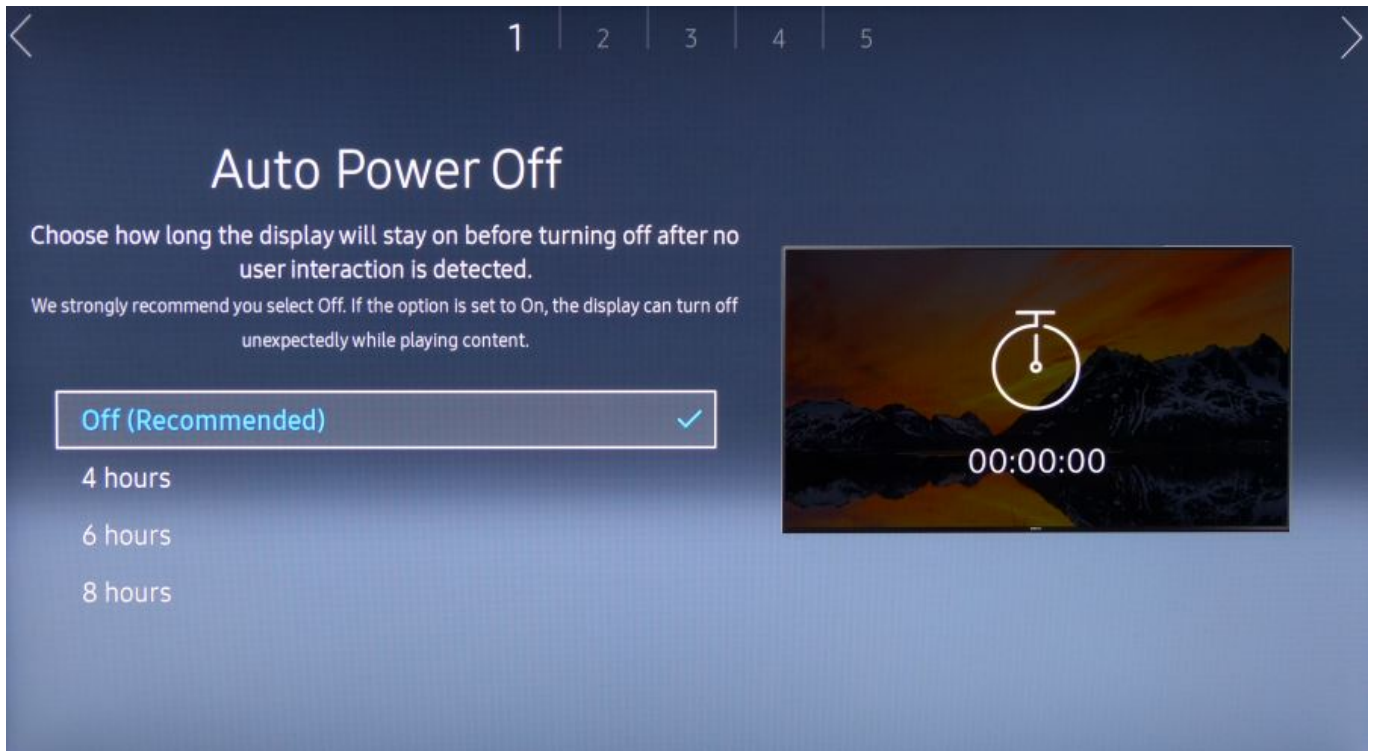 1 2 3 4 5
Auto Power Off
Choose how long the display will stay on before turning off after no
user interaction is detected.
We strongly recommend you select Off. If the option is set to On, the display can turn off
unexpectedly while playing content.
Off (Recommended)
4 hours
6 hours
8 hours
00:00:00